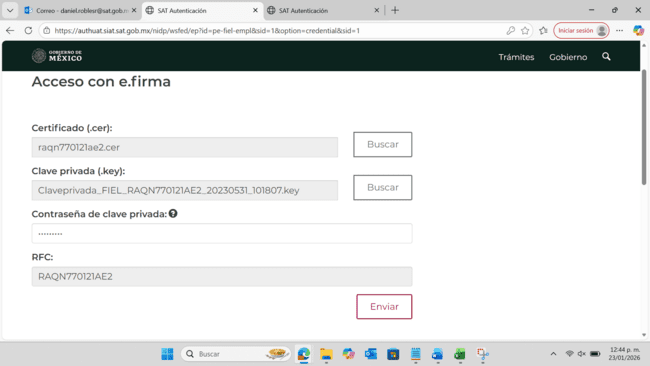 Correo - daniel.roblesr@sat.gob.m
SAT Autenticación
SAT Autenticación
https://authuat.siat.sat.gob.mx/nidp/wsfed/ep?id=pe-fiel-empl&sid=1&option=credential&sid=1
Iniciar sesión
GOBIERNO DE
MÉXICO
Trámites
Gobierno
Acceso con e.firma
Certificado (.cer):
raqn770121ae2.cer
Buscar
Clave privada (.key):
Claveprivada_FIEL_RAQN770121AE2_20230531_101807.key
Buscar
Contraseña de clave privada:
•••••••••
RFC:
RAQN770121AE2
Enviar
Buscar
12:44 p. m.
23/01/2026